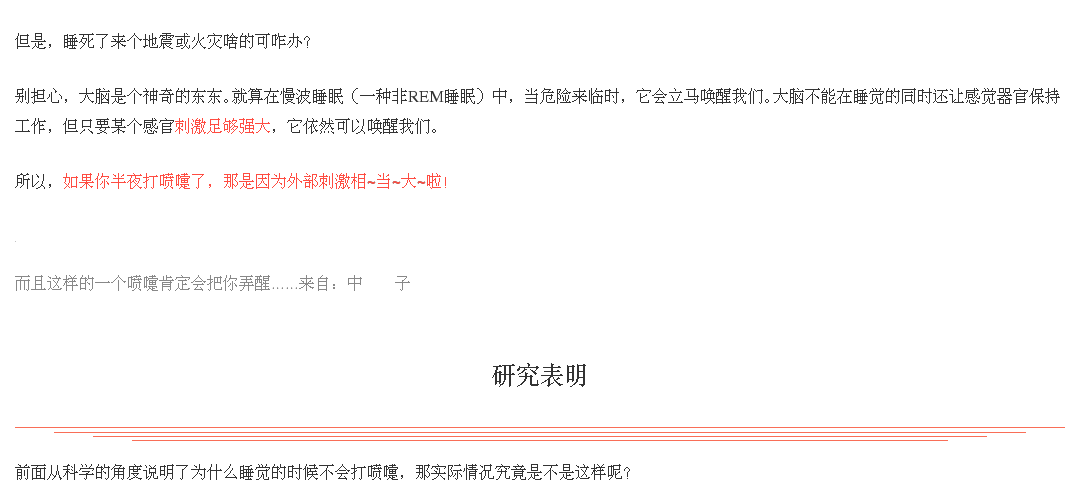 但是，睡死了来个地震或火灾啥的可咋办？
别担心，大脑是个神奇的东东。就算在慢波睡眠（一种非REM睡眠）中，当危险来临时，它会立马唤醒我们。大脑不能在睡觉的同时还让感觉器官保持
工作，但只要某个感官刺激足够强大，它依然可以唤醒我们。
所以，如果你半夜打喷嚏了，那是因为外部刺激相~当~大~啦!
而且这样的一个喷嚏肯定会把你弄醒……来自：中　　子
研究表明
前面从科学的角度说明了为什么睡觉的时候不会打喷嚏，那实际情况究竟是不是这样呢？